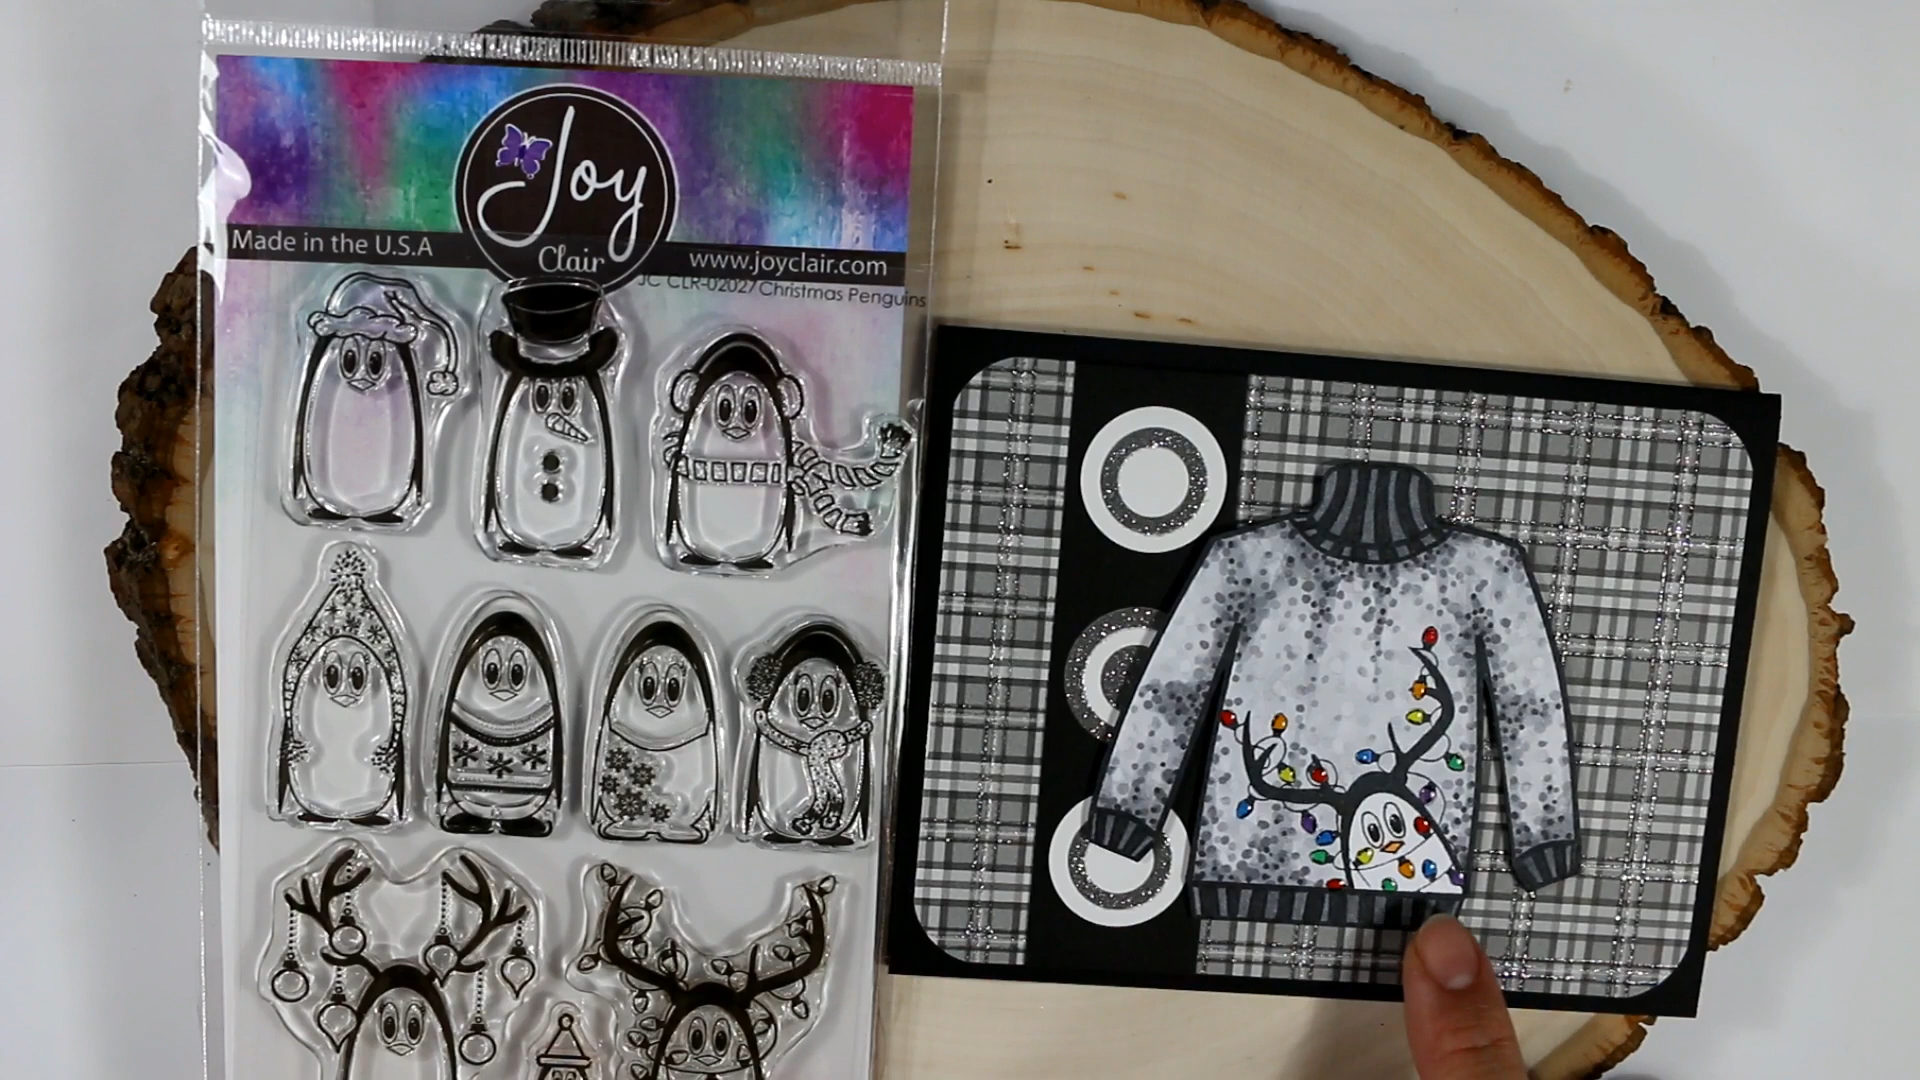 Joy
Clair
Made in the U.S.A
www.joyclair.com
JC CLR-02027 Christmas Penguins